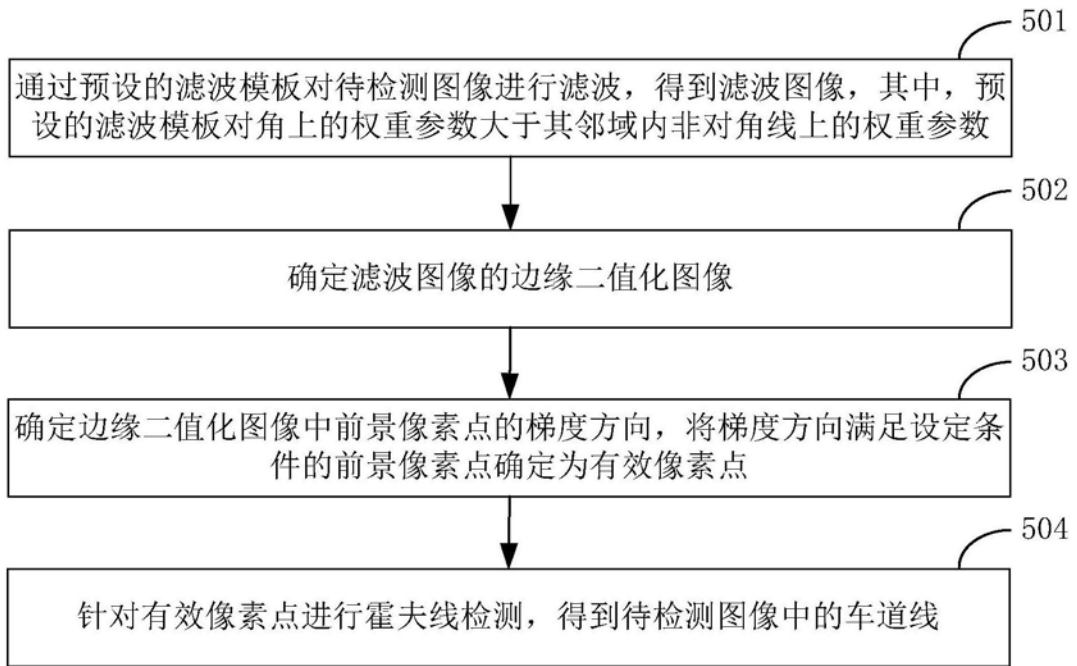 501
通过预设的滤波模板对待检测图像进行滤波，得到滤波图像，其中，预
设的滤波模板对角上的权重参数大于其邻域内非对角线上的权重参数
502
确定滤波图像的边缘二值化图像
503
确定边缘二值化图像中前景像素点的梯度方向，将梯度方向满足设定条
件的前景像素点确定为有效像素点
504
针对有效像素点进行霍夫线检测，得到待检测图像中的车道线